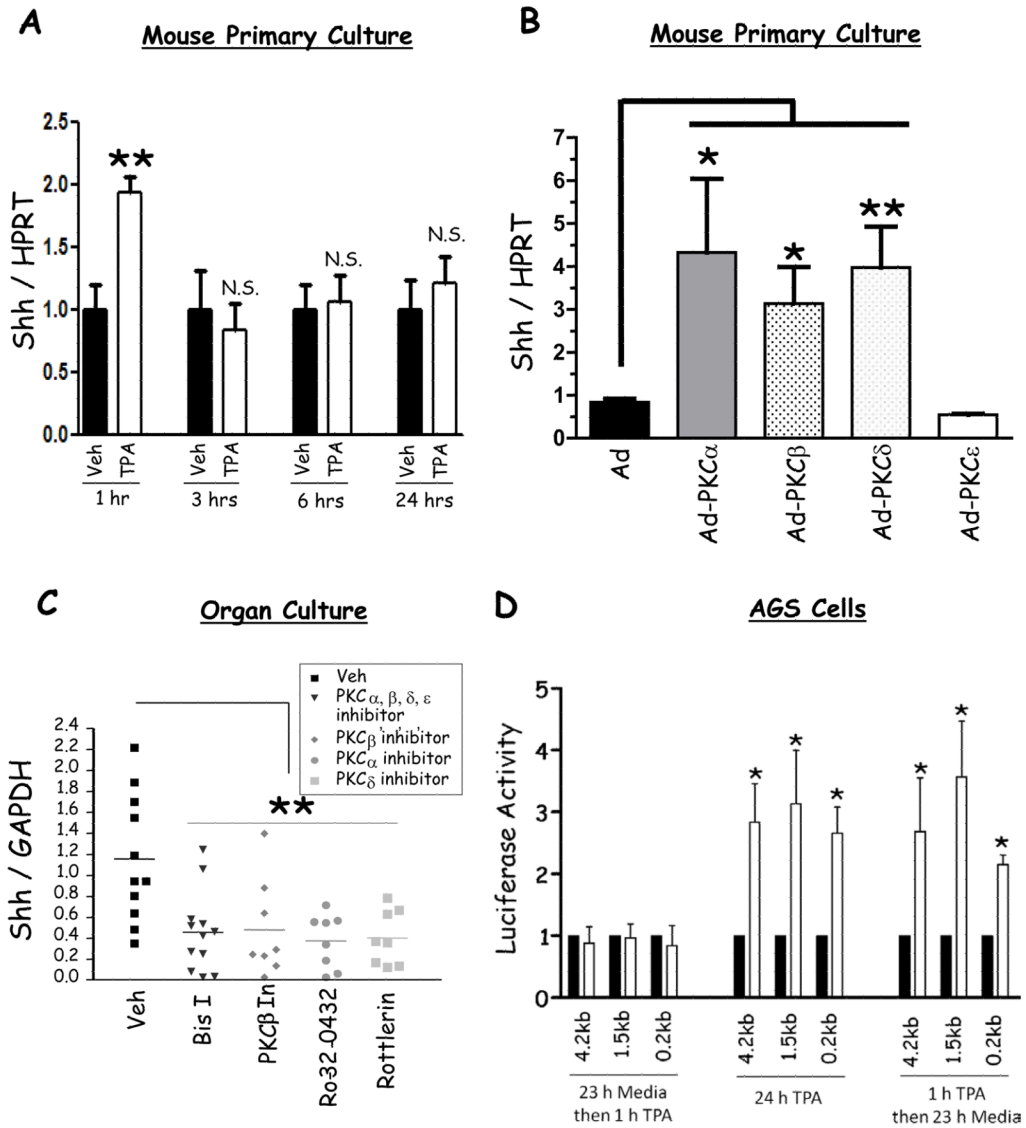 A
Mouse Primary Culture
Shh / HPRT
2.5
2.0
1.5
1.0
0.5
0.0
★★
N.S.
N.S.
N.S.
Veh TPA Veh TPA Veh TPA Veh TPA
1 hr 3 hrs 6 hrs 24 hrs
B
Mouse Primary Culture
Shh / HPRT
7
6
5
4
3
2
1
0
★
★
★★
Ad Ad-PKCα Ad-PKCβ Ad-PKCδ Ad-PKCε
C
Organ Culture
Veh
PKC α, β, δ, ε
inhibitor
PKCβ inhibitor
PKCα inhibitor
PKCδ inhibitor
Shh / GAPDH
2.4
2.2
2.0
1.8
1.6
1.4
1.2
1.0
0.8
0.6
0.4
0.2
0.0
★★
Veh Bis I PKCβ In Ro-32-0432 Rottlerin
D
AGS Cells
Luciferase Activity
5
4
3
2
1
0
* * * * * *
4.2kb 1.5kb 0.2kb 4.2kb 1.5kb 0.2kb 4.2kb 1.5kb 0.2kb
23 h Media
then 1 h TPA
24 h TPA
1 h TPA
then 23 h Media